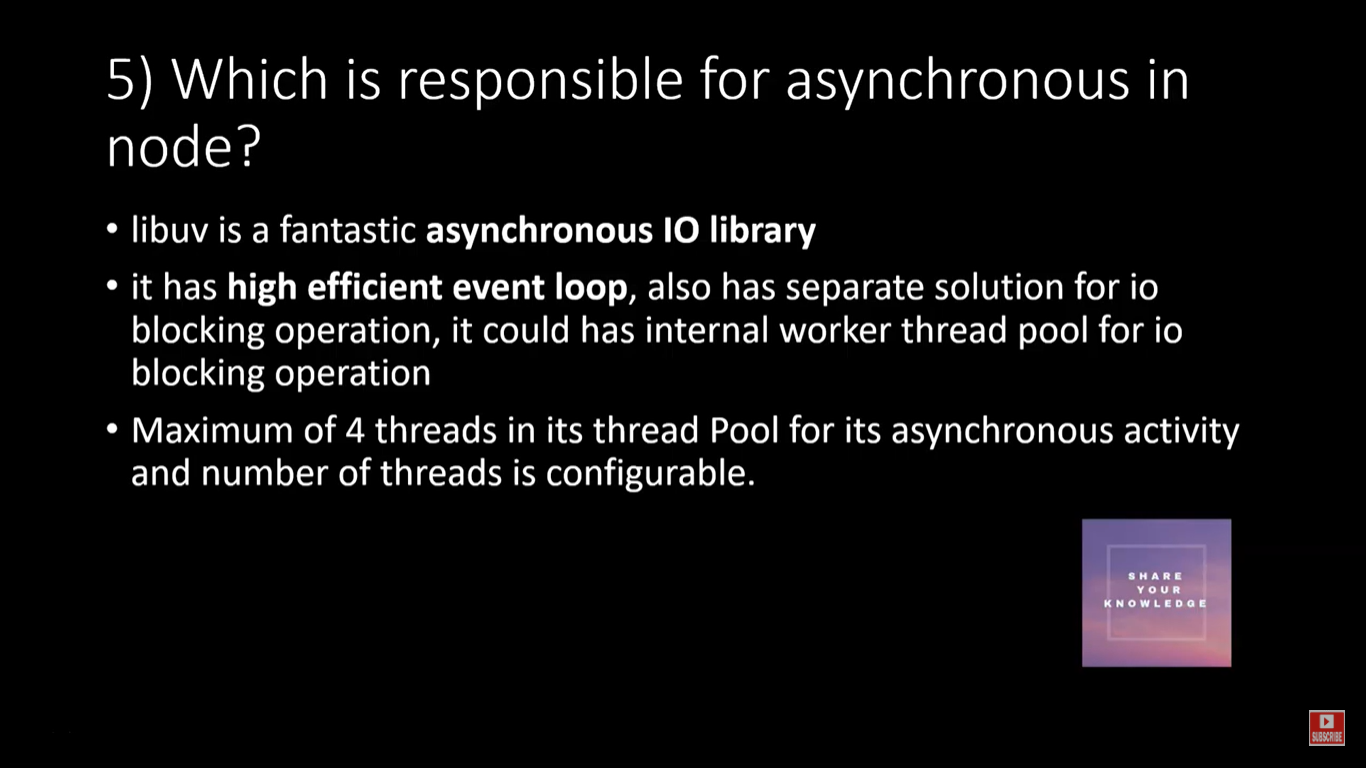 5) Which is responsible for asynchronous in
node?
• libuv is a fantastic asynchronous IO library
• it has high efficient event loop, also has separate solution for io
blocking operation, it could has internal worker thread pool for io
blocking operation
• Maximum of 4 threads in its thread Pool for its asynchronous activity
and number of threads is configurable.
SHARE
YOUR
KNOWLEDGE
SUBSCRIBE